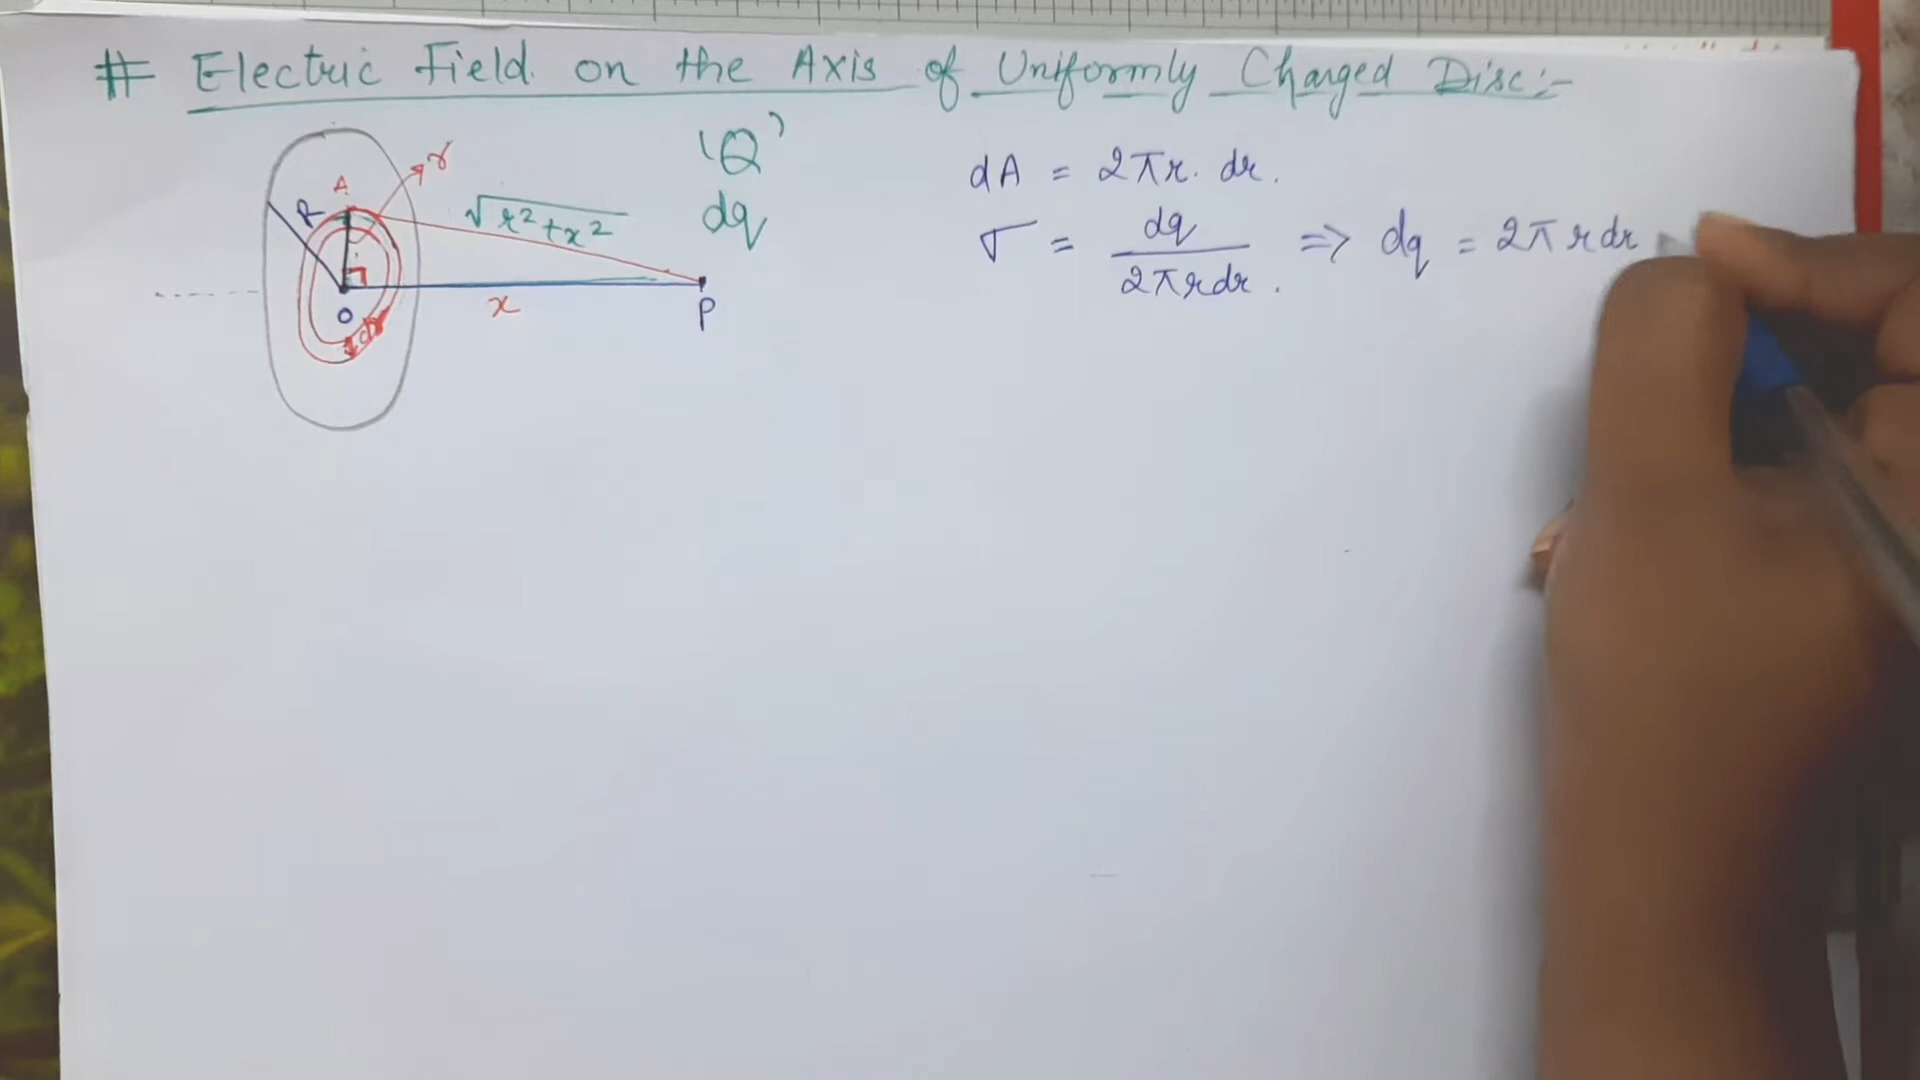 # Electric Field on the Axis of Uniformly Charged Disc :-
'Q'
dq
A
r
R
√r²+x²
x
O
P
dr
dA = 2πr. dr.
σ = dq/2πrdr. => dq = 2πrdr